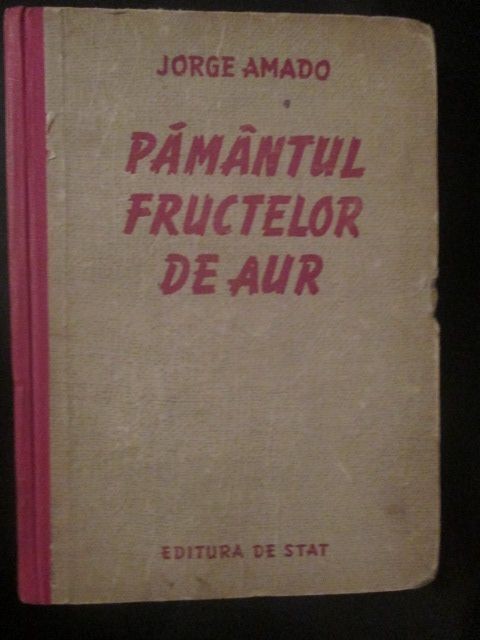 JORGE AMADO
PĂMÂNTUL
FRUCTELOR
DE AUR
EDITURA DE STAT